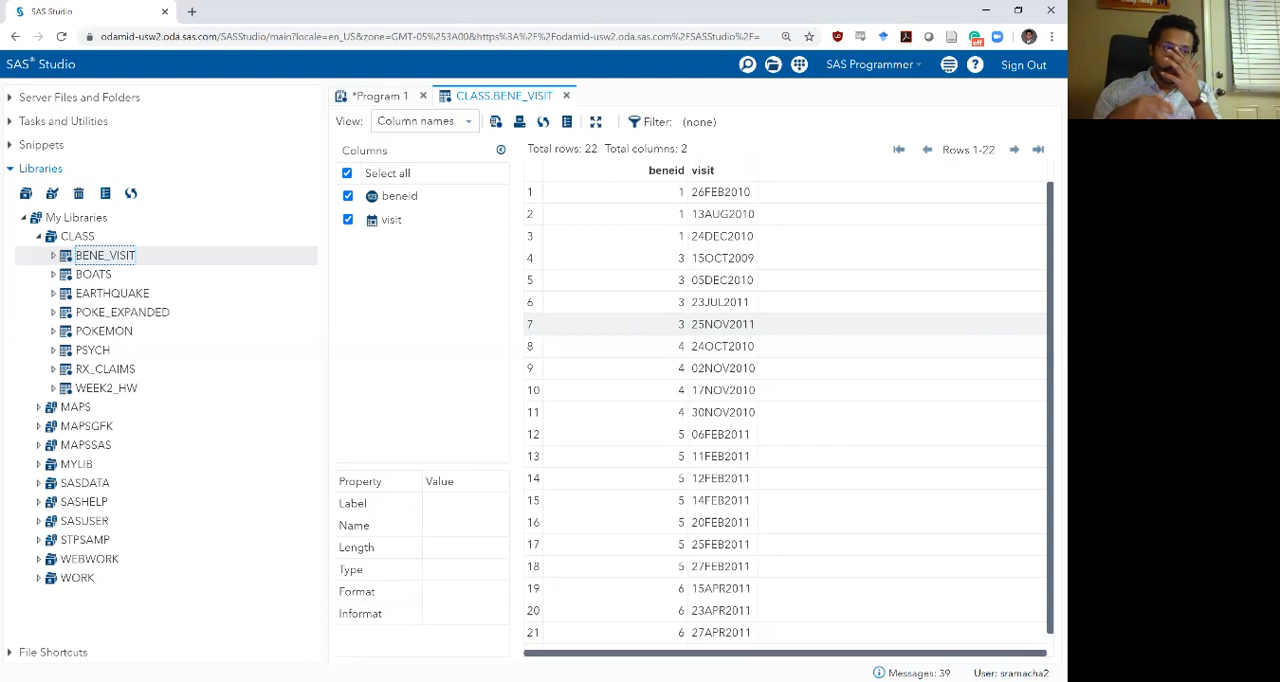 SAS Studio
odamid-usw2.oda.sas.com/SASStudio/main?locale=en_US&zone=GMT-05%253A00&https%3A%2F%2Fodamid-usw2.oda.sas.com%2FSASStudio%2F=
SAS® Studio
SAS Programmer
Sign Out
Server Files and Folders
Tasks and Utilities
Snippets
Libraries
My Libraries
CLASS
BENE_VISIT
BOATS
EARTHQUAKE
POKE_EXPANDED
POKEMON
PSYCH
RX_CLAIMS
WEEK2_HW
MAPS
MAPSGFK
MAPSSAS
MYLIB
SASDATA
SASHELP
SASUSER
STPSAMP
WEBWORK
WORK
File Shortcuts
*Program 1
CLASS.BENE_VISIT
View: Column names
Filter: (none)
Columns
Select all
beneid
visit
Property Value
Label
Name
Length
Type
Format
Informat
Total rows: 22 Total columns: 2
Rows 1-22
beneid visit
1 1 26FEB2010
2 1 13AUG2010
3 1 24DEC2010
4 3 15OCT2009
5 3 05DEC2010
6 3 23JUL2011
7 3 25NOV2011
8 4 24OCT2010
9 4 02NOV2010
10 4 17NOV2010
11 4 30NOV2010
12 5 06FEB2011
13 5 11FEB2011
14 5 12FEB2011
15 5 14FEB2011
16 5 20FEB2011
17 5 25FEB2011
18 5 27FEB2011
19 6 15APR2011
20 6 23APR2011
21 6 27APR2011
Messages: 39
User: sramacha2